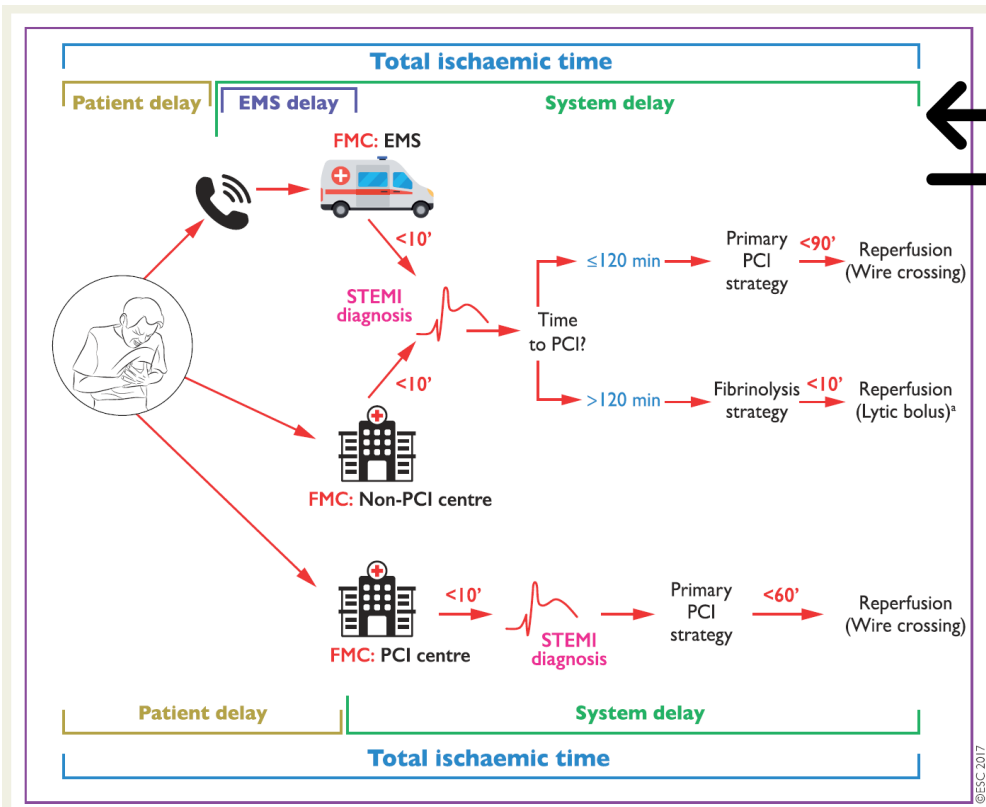 Total ischaemic time
Patient delay
EMS delay
System delay
FMC: EMS
<10’
STEMI
diagnosis
<10’
Time
to PCI?
≤120 min
Primary
PCI
strategy
<90’
Reperfusion
(Wire crossing)
>120 min
Fibrinolysis
strategy
<10’
Reperfusion
(Lytic bolus)ᵃ
FMC: Non-PCI centre
FMC: PCI centre
<10’
STEMI
diagnosis
Primary
PCI
strategy
<60’
Reperfusion
(Wire crossing)
Patient delay
System delay
Total ischaemic time
©ESC 2017